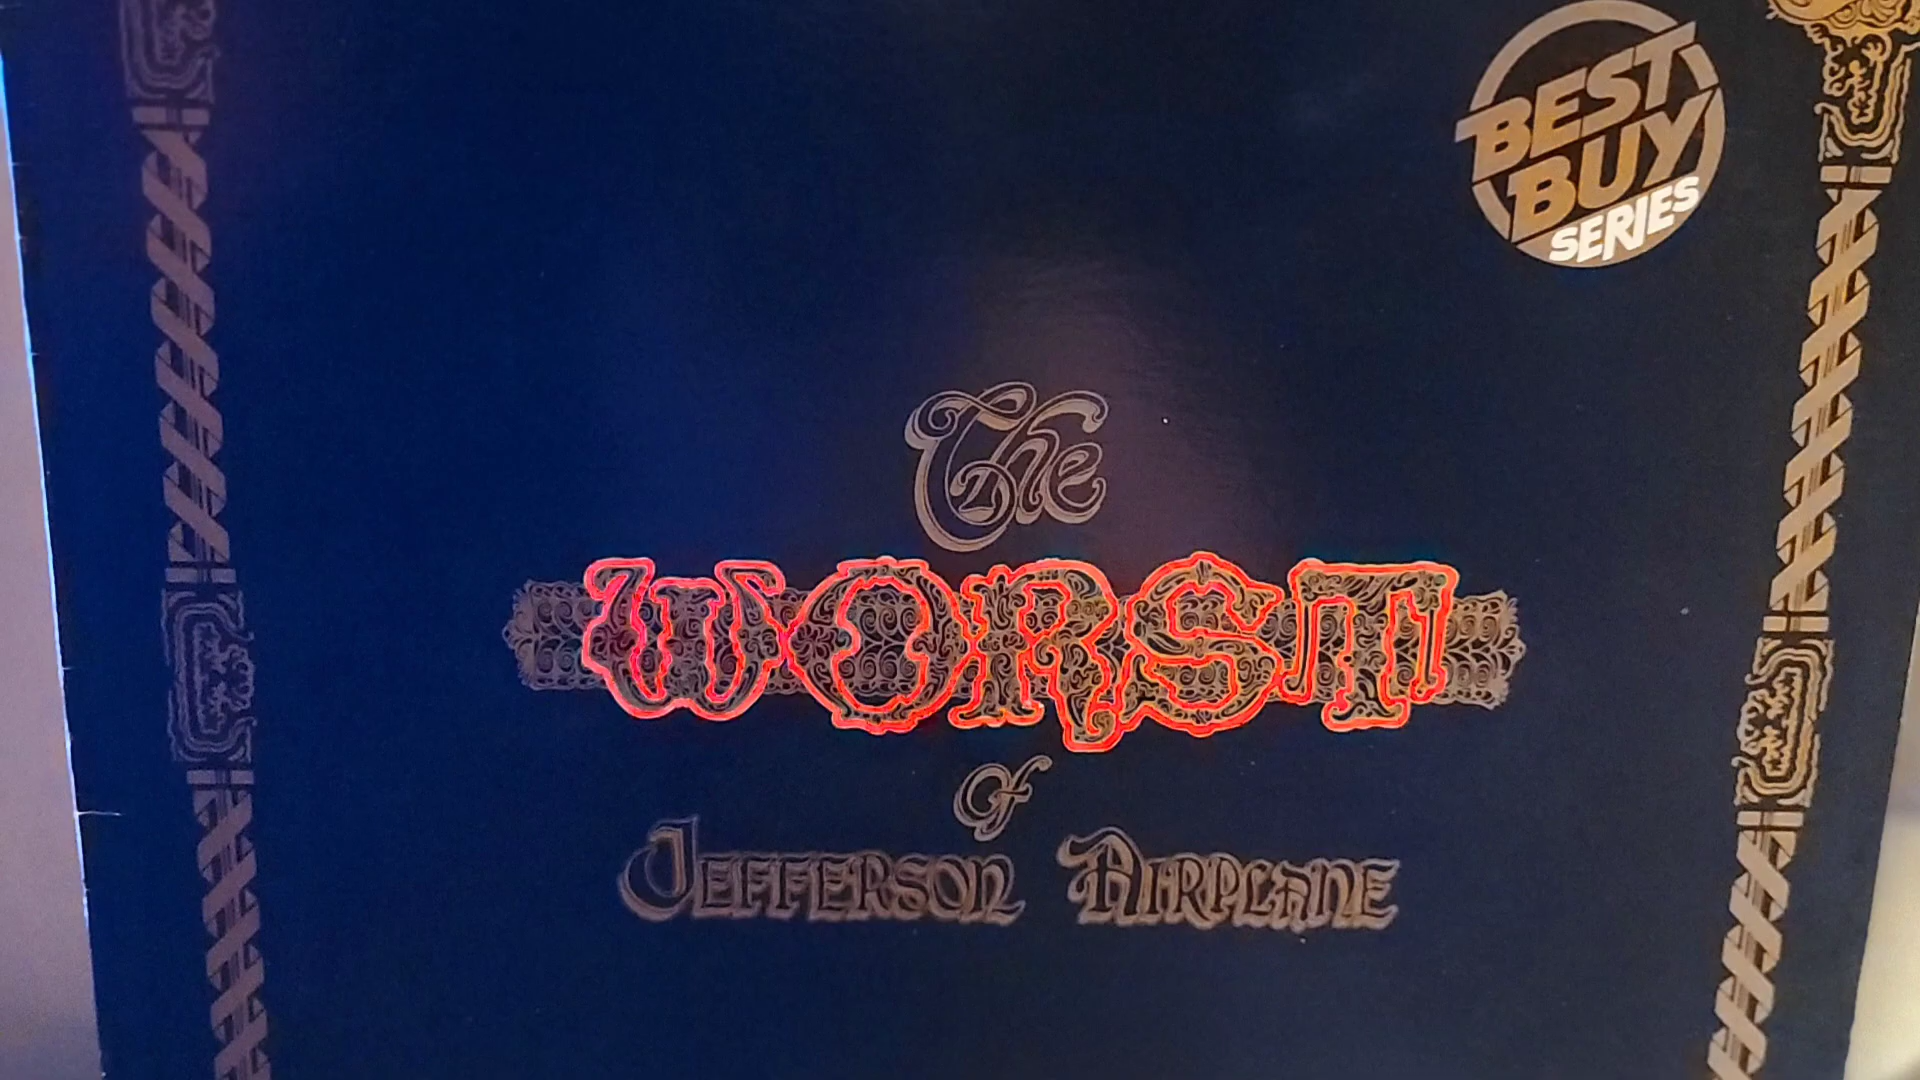 BEST
BUY
SERIES
The
WORST
of
JEFFERSON AIRPLANE